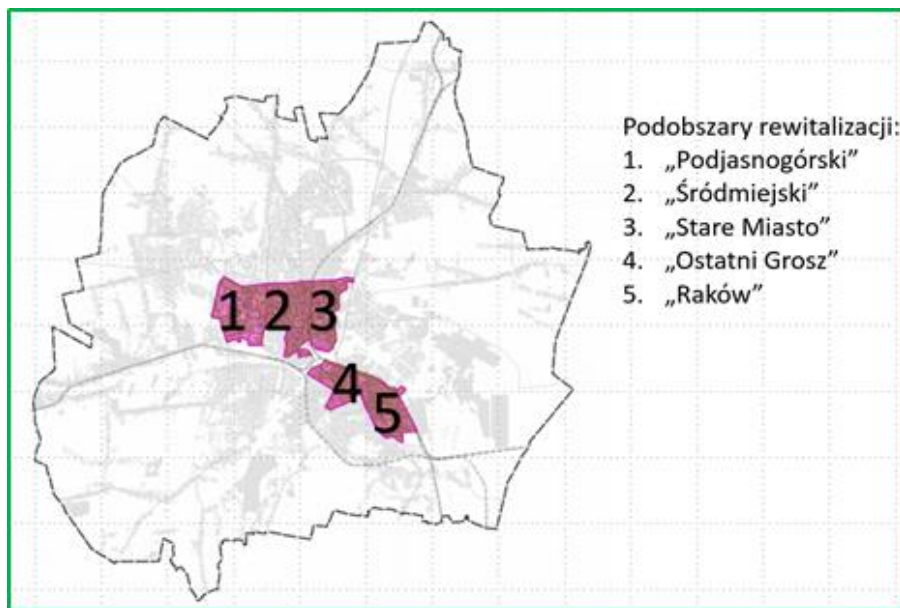 Podobszary rewitalizacji:
1. „Podjasnogórski”
2. „Śródmiejski”
3. „Stare Miasto”
4. „Ostatni Grosz”
5. „Raków”
1 2 3
4
5